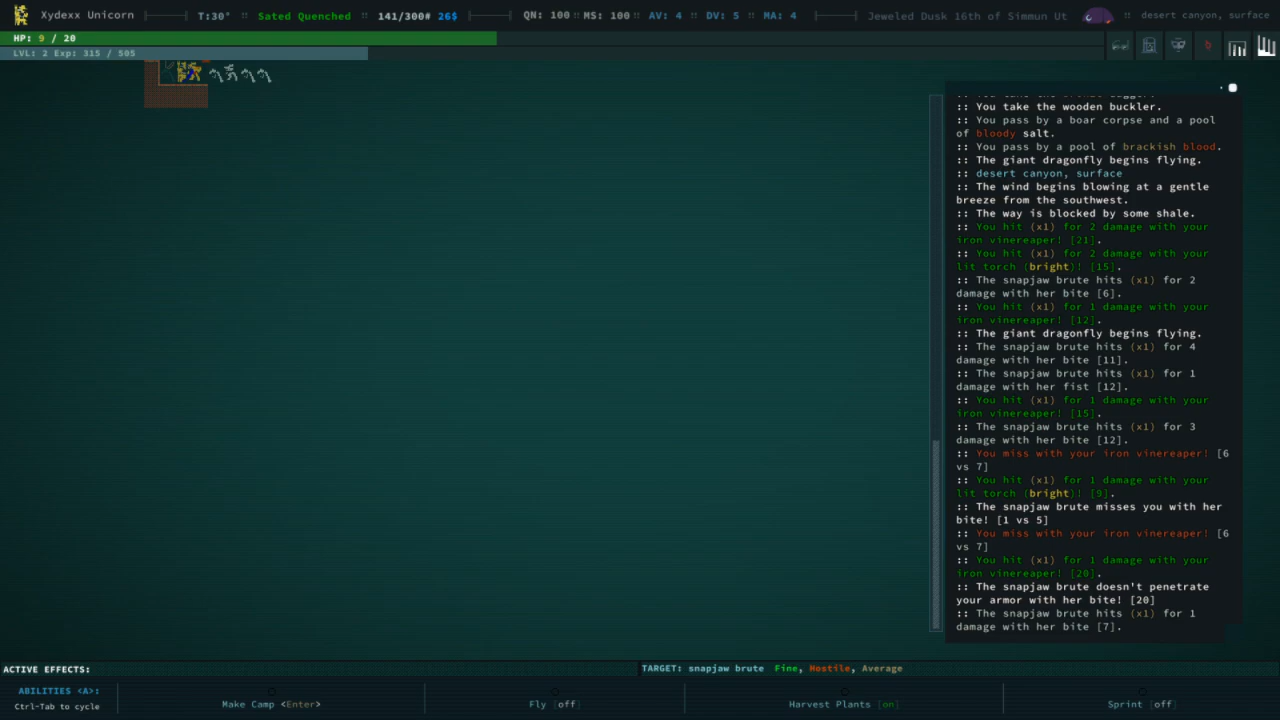 Xydexx Unicorn T:30° Sated Quenched 141/300# 26$ QN: 100 MS: 100 AV: 4 DV: 5 MA: 4 Jeweled Dusk 16th of Simmun Ut desert canyon, surface
HP: 9 / 20
LVL: 2 Exp: 315 / 505
:: You take the wooden buckler.
:: You pass by a boar corpse and a pool
of bloody salt.
:: You pass by a pool of brackish blood.
:: The giant dragonfly begins flying.
:: desert canyon, surface
:: The wind begins blowing at a gentle
breeze from the southwest.
:: The way is blocked by some shale.
:: You hit (x1) for 2 damage with your
iron vinereaper! [21].
:: You hit (x1) for 2 damage with your
lit torch (bright)! [15].
:: The snapjaw brute hits (x1) for 2
damage with her bite [6].
:: You hit (x1) for 1 damage with your
iron vinereaper! [12].
:: The giant dragonfly begins flying.
:: The snapjaw brute hits (x1) for 4
damage with her bite [11].
:: The snapjaw brute hits (x1) for 1
damage with her fist [12].
:: You hit (x1) for 1 damage with your
iron vinereaper! [15].
:: The snapjaw brute hits (x1) for 3
damage with her bite [12].
:: You miss with your iron vinereaper! [6
vs 7]
:: You hit (x1) for 1 damage with your
lit torch (bright)! [9].
:: The snapjaw brute misses you with her
bite! [1 vs 5]
:: You miss with your iron vinereaper! [6
vs 7]
:: You hit (x1) for 1 damage with your
iron vinereaper! [20].
:: The snapjaw brute doesn't penetrate
your armor with her bite! [20]
:: The snapjaw brute hits (x1) for 1
damage with her bite [7].
ACTIVE EFFECTS: TARGET: snapjaw brute Fine, Hostile, Average
ABILITIES <A>:
Ctrl-Tab to cycle
Make Camp <Enter> Fly [off] Harvest Plants [on] Sprint [off]